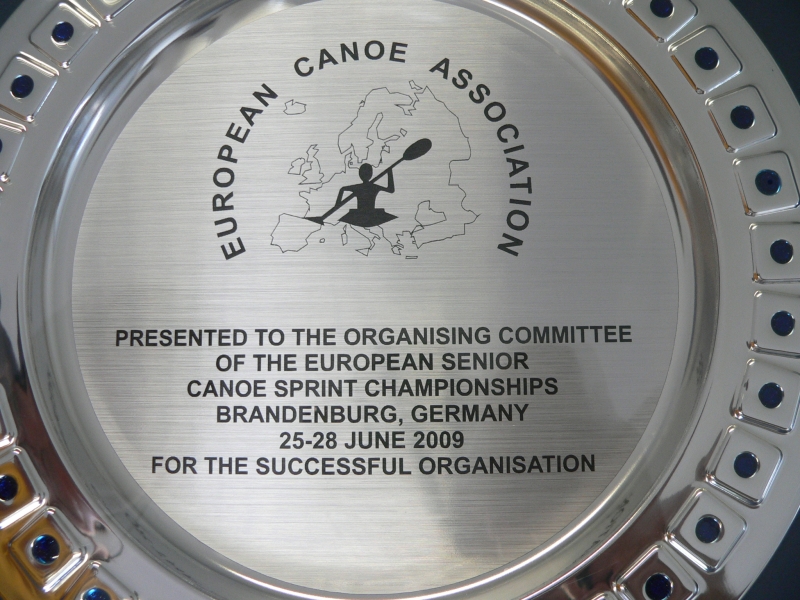 EUROPEAN CANOE ASSOCIATION
PRESENTED TO THE ORGANISING COMMITTEE
OF THE EUROPEAN SENIOR
CANOE SPRINT CHAMPIONSHIPS
BRANDENBURG, GERMANY
25-28 JUNE 2009
FOR THE SUCCESSFUL ORGANISATION